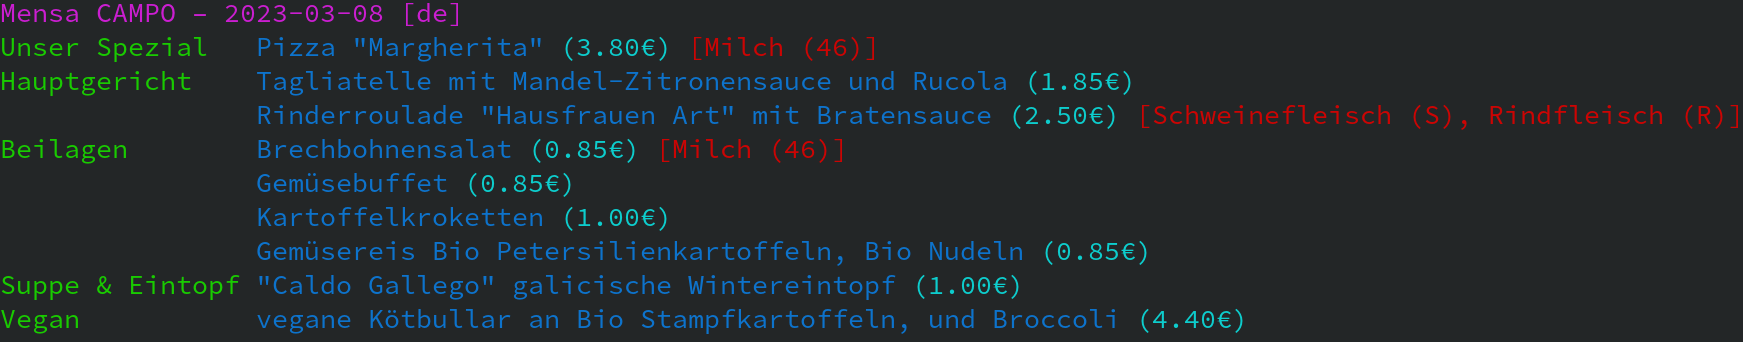 Mensa CAMPO – 2023-03-08 [de]
Unser Spezial Pizza "Margherita" (3.80€) [Milch (46)]
Hauptgericht Tagliatelle mit Mandel-Zitronensauce und Rucola (1.85€)
Rinderroulade "Hausfrauen Art" mit Bratensauce (2.50€) [Schweinefleisch (S), Rindfleisch (R)]
Beilagen Brechbohnensalat (0.85€) [Milch (46)]
Gemüsebuffet (0.85€)
Kartoffelkroketten (1.00€)
Gemüsereis Bio Petersilienkartoffeln, Bio Nudeln (0.85€)
Suppe & Eintopf "Caldo Gallego" galicische Wintereintopf (1.00€)
Vegan vegane Kötbullar an Bio Stampfkartoffeln, und Broccoli (4.40€)